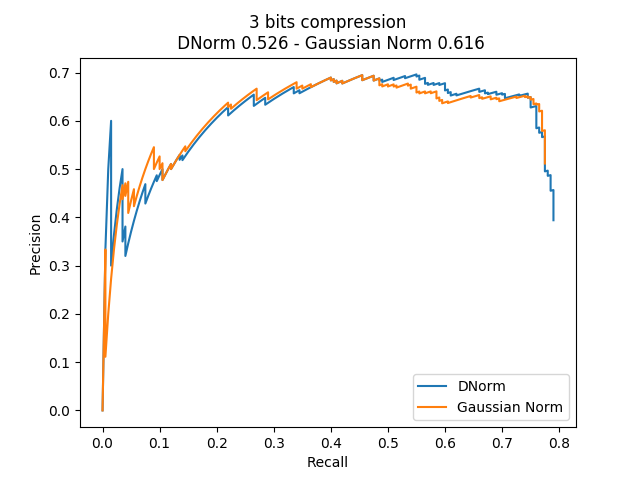 3 bits compression
DNorm 0.526 - Gaussian Norm 0.616
0.7
0.6
0.5
0.4
0.3
0.2
0.1
0.0
Precision
DNorm
Gaussian Norm
0.0 0.1 0.2 0.3 0.4 0.5 0.6 0.7 0.8
Recall